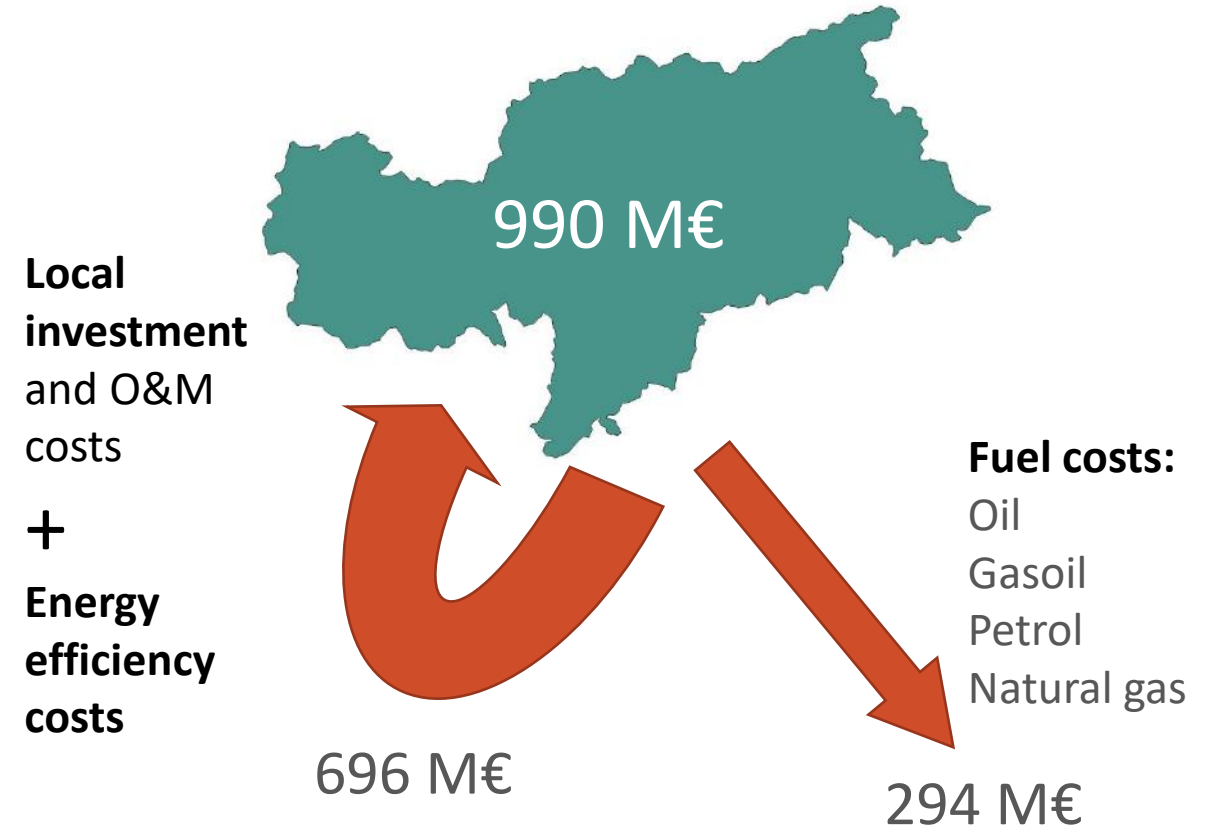 990 M€
Local
investment
and O&M
costs
+
Energy
efficiency
costs
696 M€
Fuel costs:
Oil
Gasoil
Petrol
Natural gas
294 M€